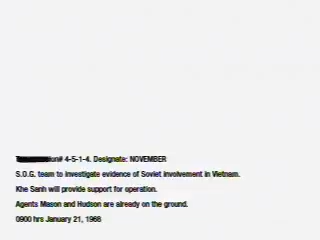 4-5-1-4. Designate: NOVEMBER
S.O.G. team to investigate evidence of Soviet involvement in Vietnam.
Khe Sanh will provide support for operation.
Agents Mason and Hudson are already on the ground.
0900 hrs January 21, 1968